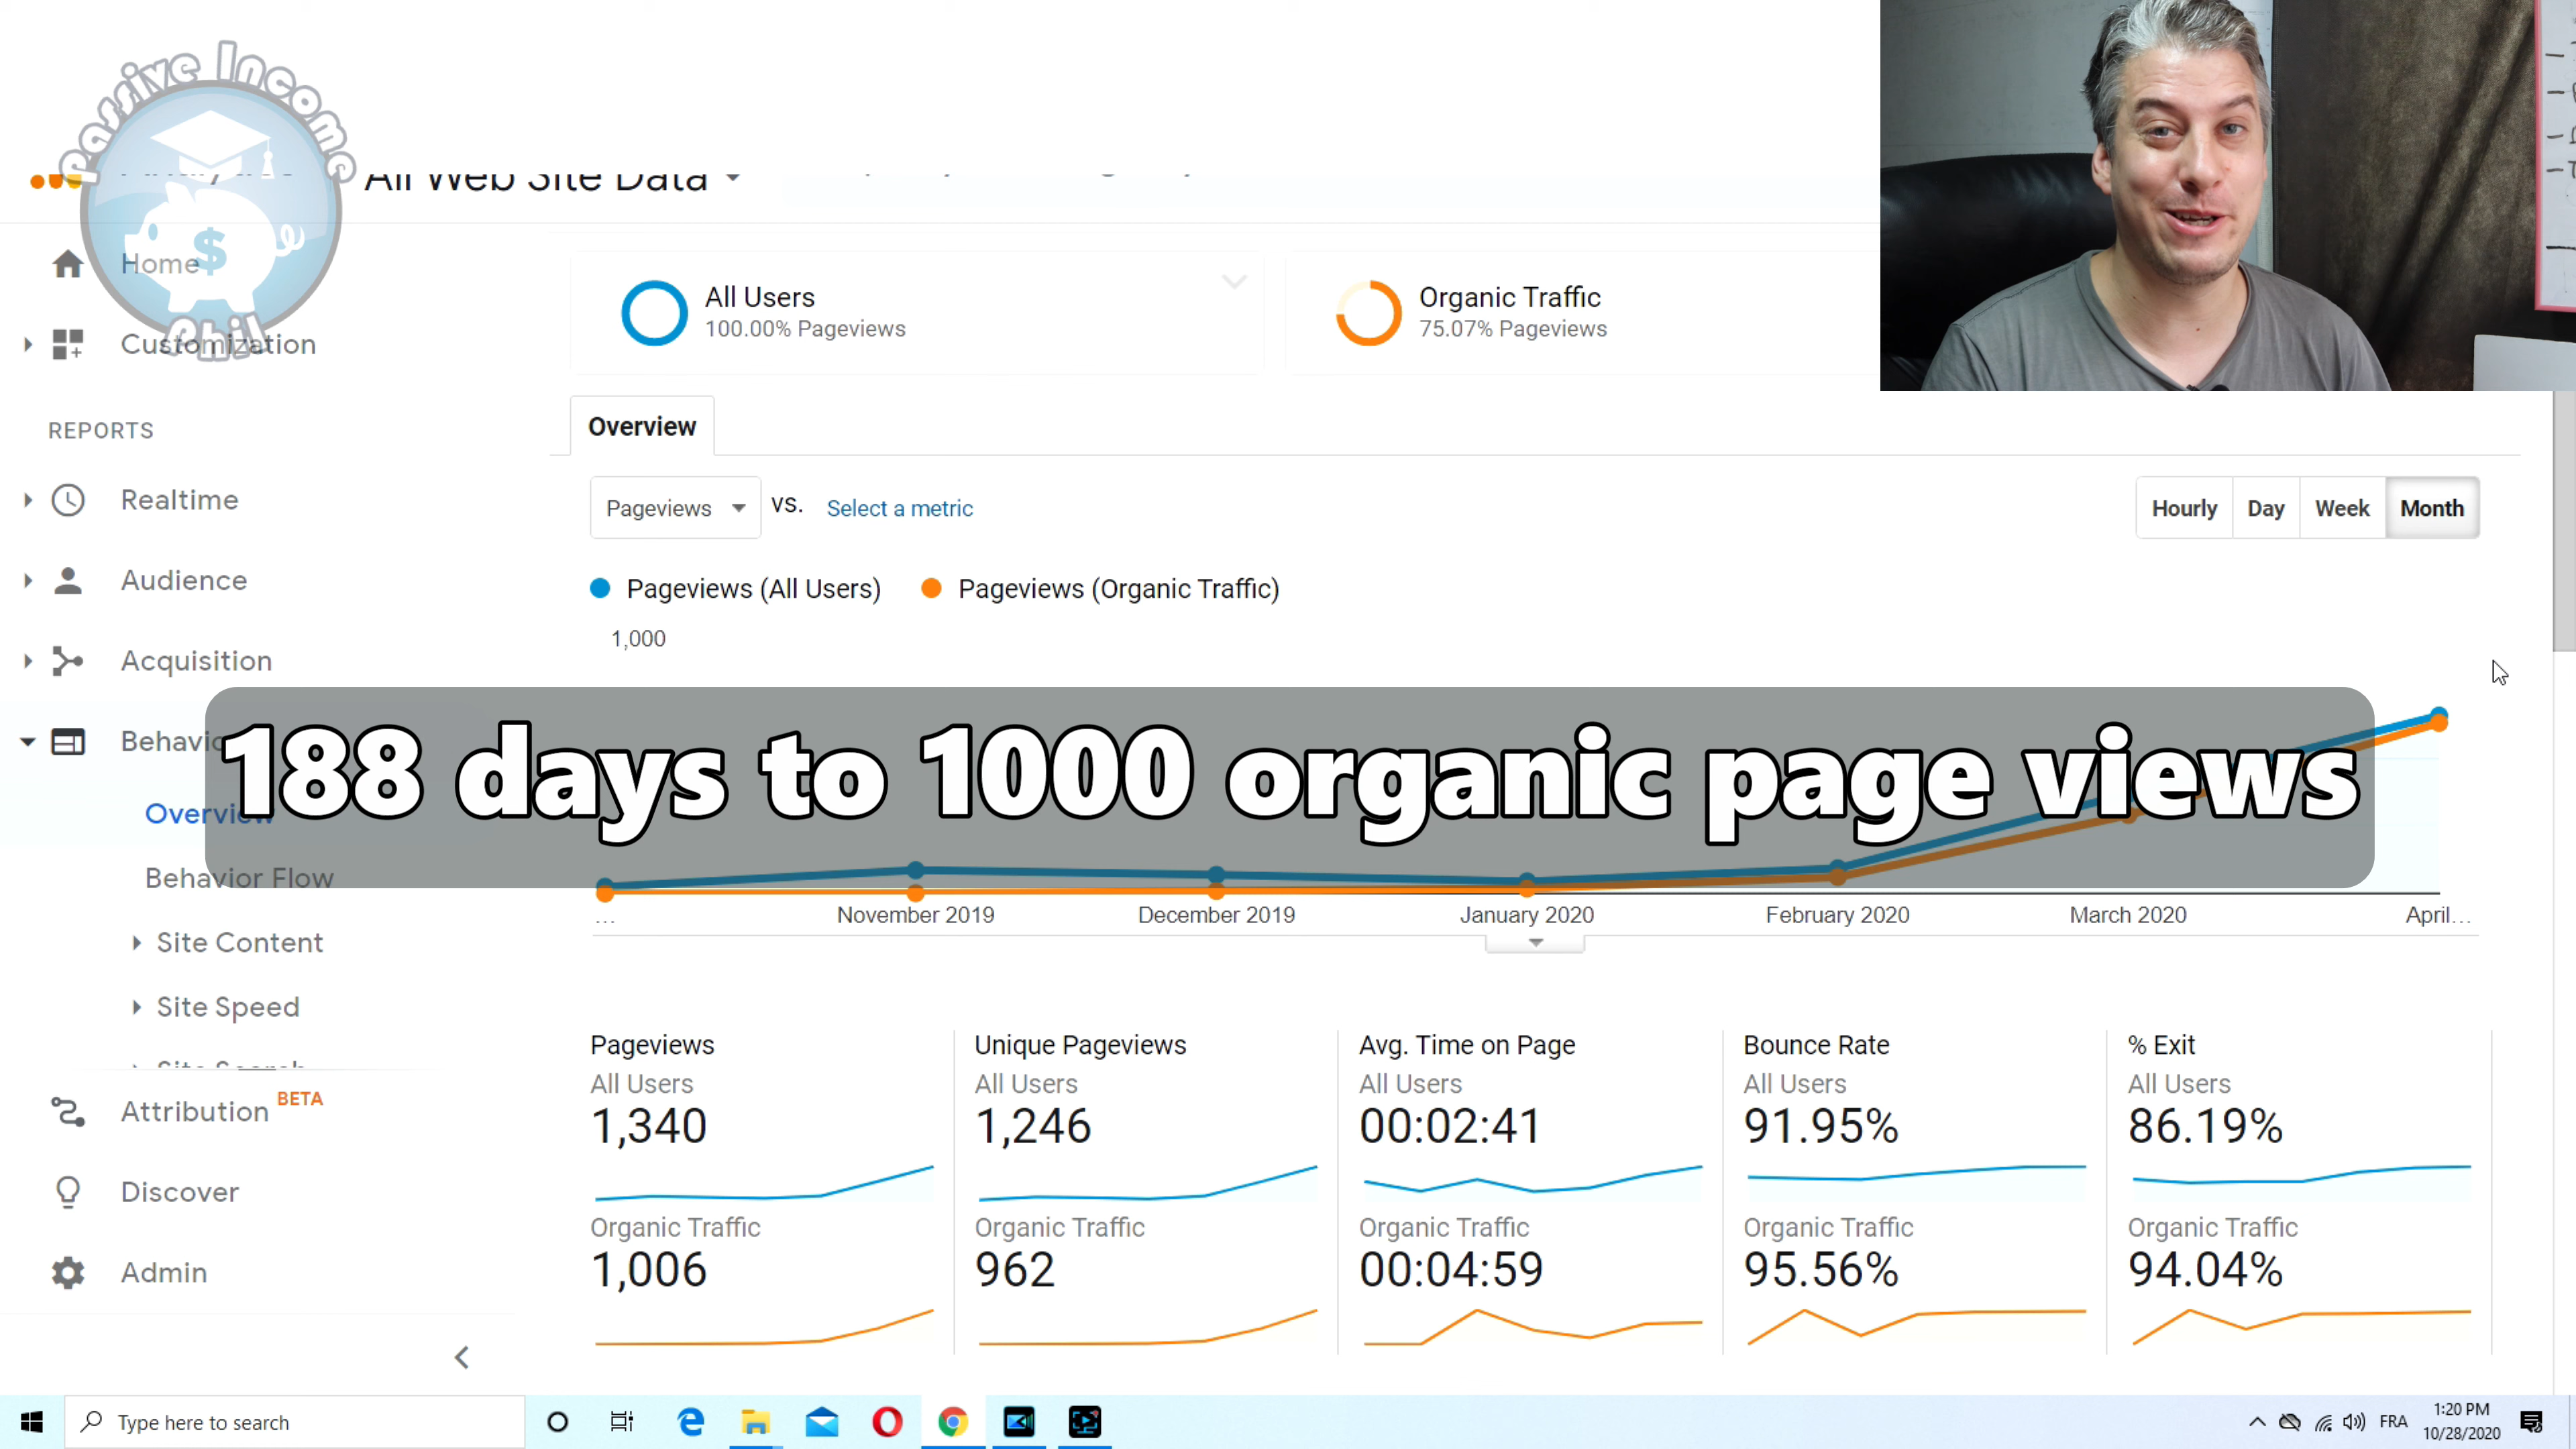 Passive Income
Phil
$
All Web Site Data
Home
Customization
REPORTS
Realtime
Audience
Acquisition
Behavior
Overview
Behavior Flow
Site Content
Site Speed
Site Search
Attribution BETA
Discover
Admin
All Users
100.00% Pageviews
Organic Traffic
75.07% Pageviews
Overview
Pageviews vs. Select a metric
Hourly Day Week Month
Pageviews (All Users) Pageviews (Organic Traffic)
1,000
188 days to 1000 organic page views
... November 2019 December 2019 January 2020 February 2020 March 2020 April...
Pageviews
All Users
1,340
Organic Traffic
1,006
Unique Pageviews
All Users
1,246
Organic Traffic
962
Avg. Time on Page
All Users
00:02:41
Organic Traffic
00:04:59
Bounce Rate
All Users
91.95%
Organic Traffic
95.56%
% Exit
All Users
86.19%
Organic Traffic
94.04%
Type here to search
FRA
1:20 PM
10/28/2020